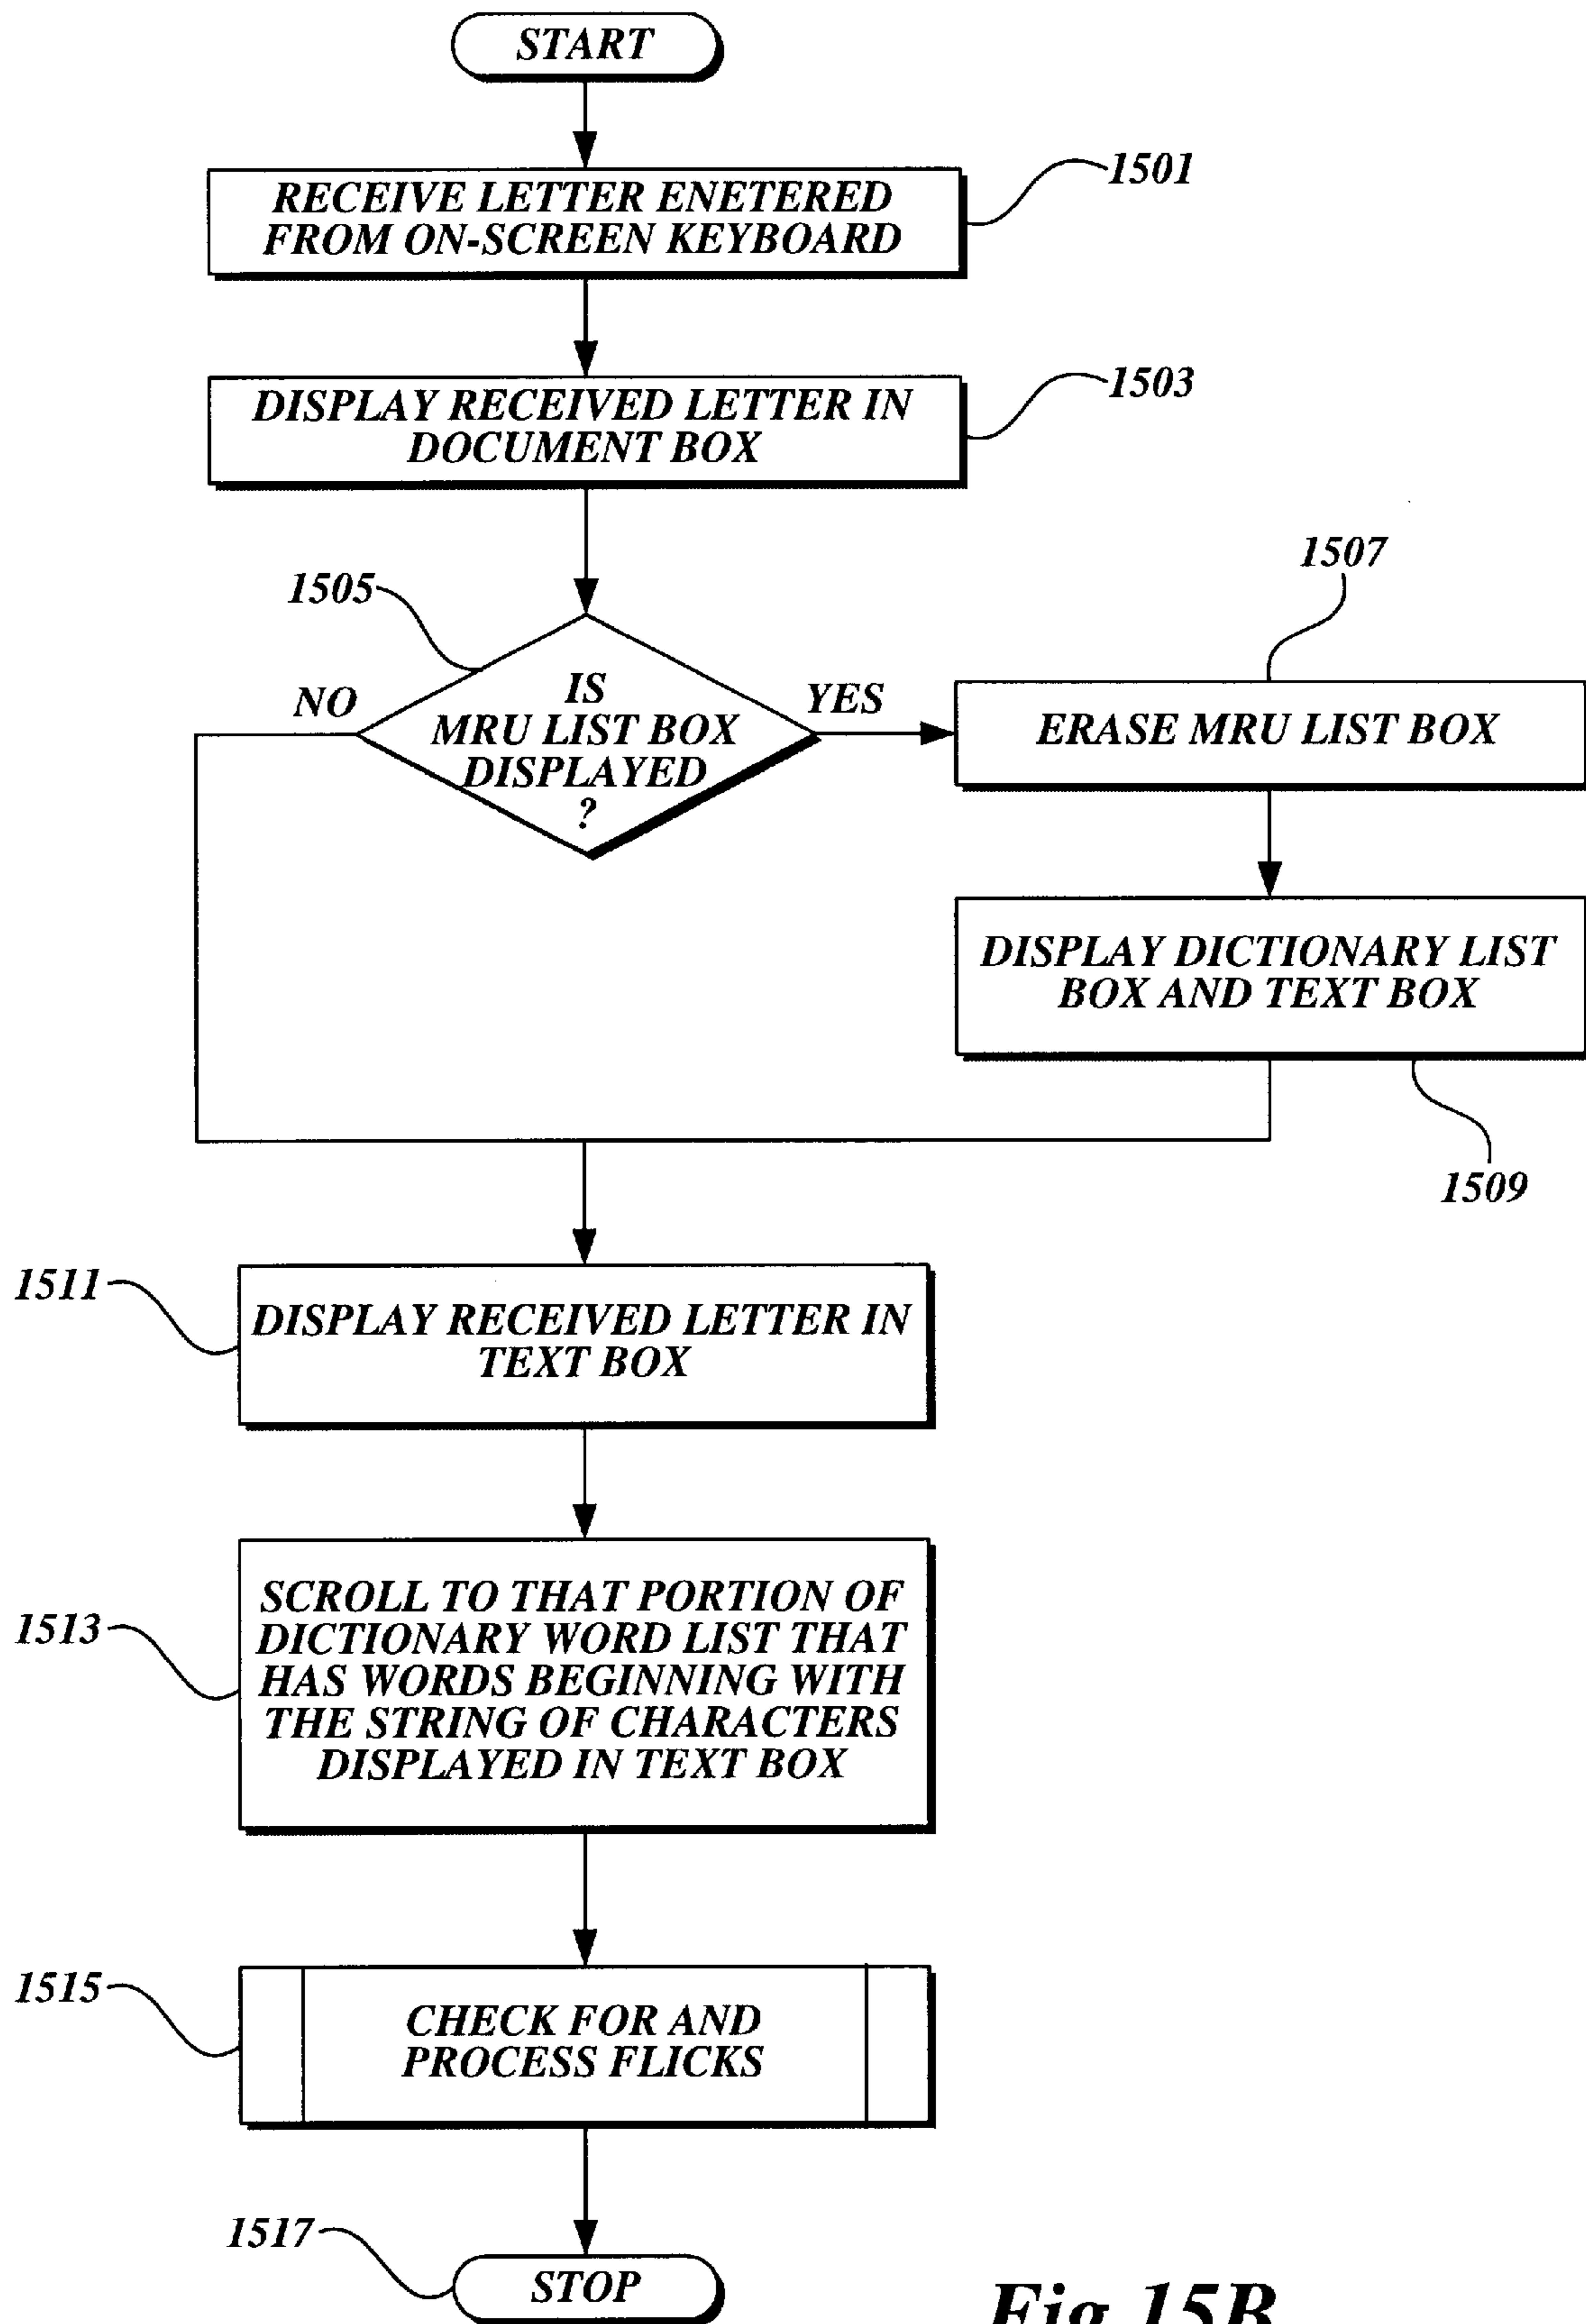 START
1501
RECEIVE LETTER ENETERED
FROM ON-SCREEN KEYBOARD
1503
DISPLAY RECEIVED LETTER IN
DOCUMENT BOX
1505
IS
MRU LIST BOX
DISPLAYED
?
NO
YES
1507
ERASE MRU LIST BOX
DISPLAY DICTIONARY LIST
BOX AND TEXT BOX
1509
1511
DISPLAY RECEIVED LETTER IN
TEXT BOX
1513
SCROLL TO THAT PORTION OF
DICTIONARY WORD LIST THAT
HAS WORDS BEGINNING WITH
THE STRING OF CHARACTERS
DISPLAYED IN TEXT BOX
1515
CHECK FOR AND
PROCESS FLICKS
1517
STOP
Fig 15B